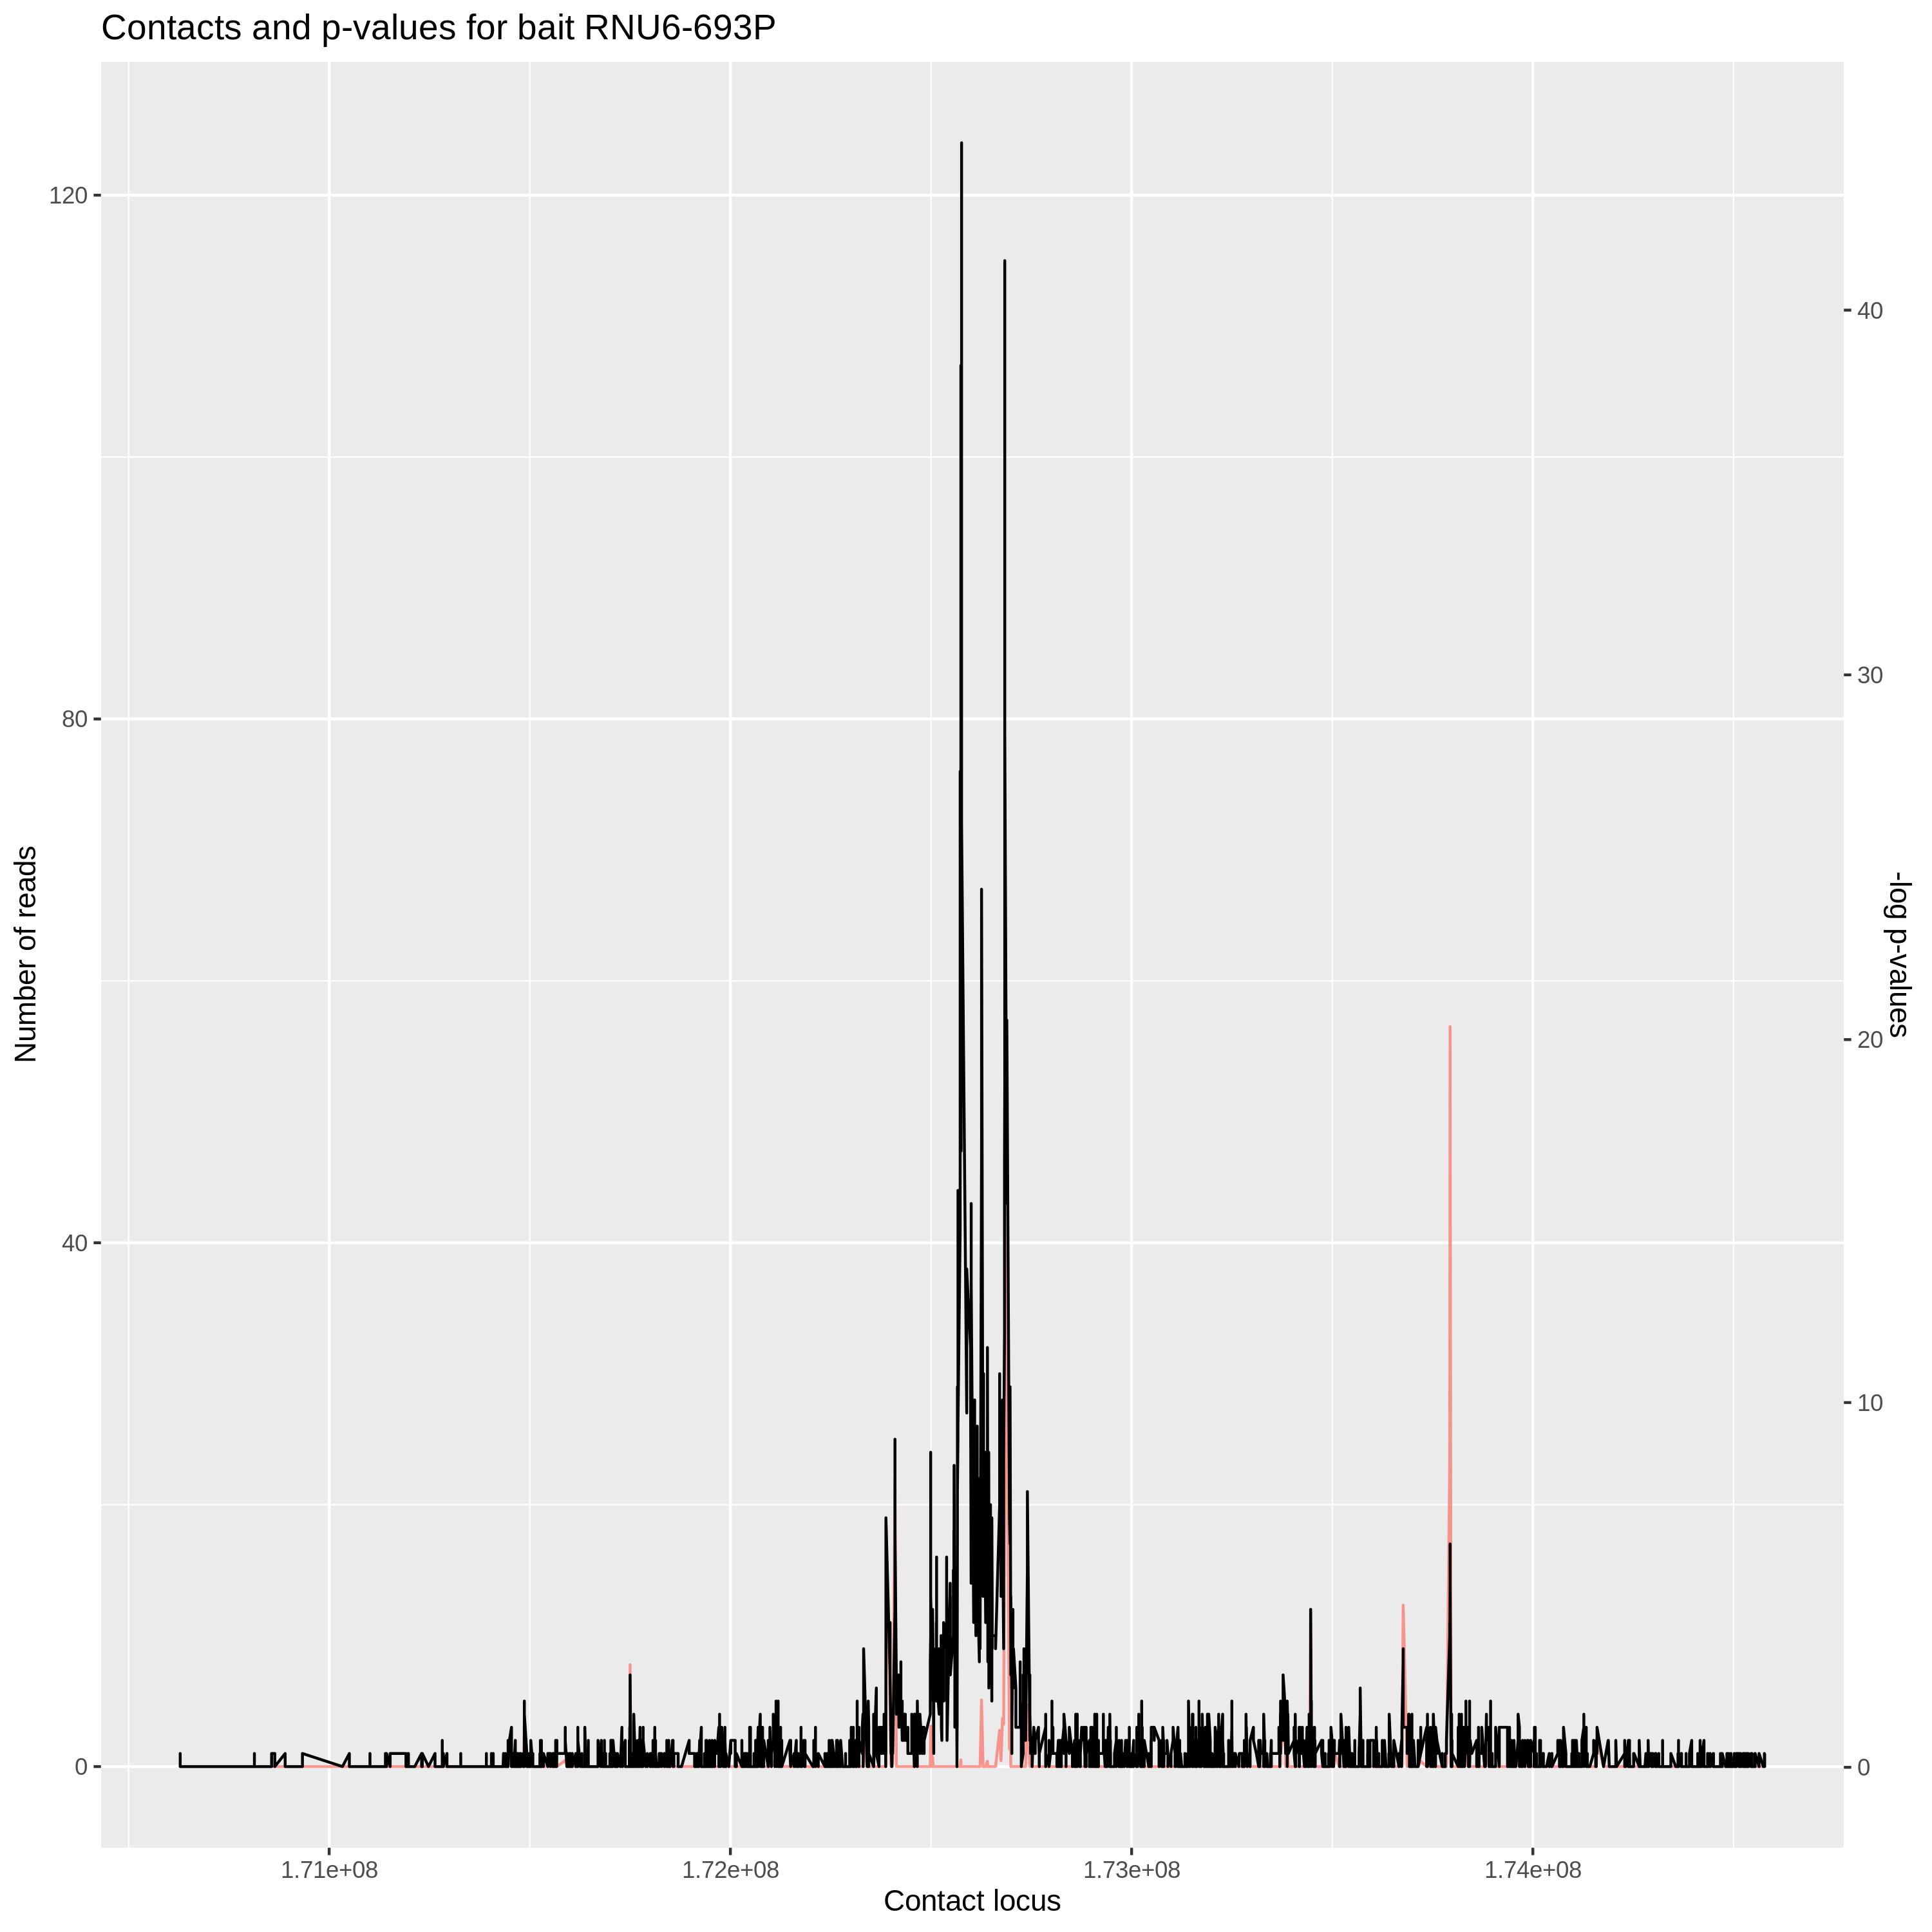 Contacts and p-values for bait RNU6-693P
120
80
40
0
Number of reads
40
30
20
10
0
-log p-values
1.71e+08
1.72e+08
1.73e+08
1.74e+08
Contact locus